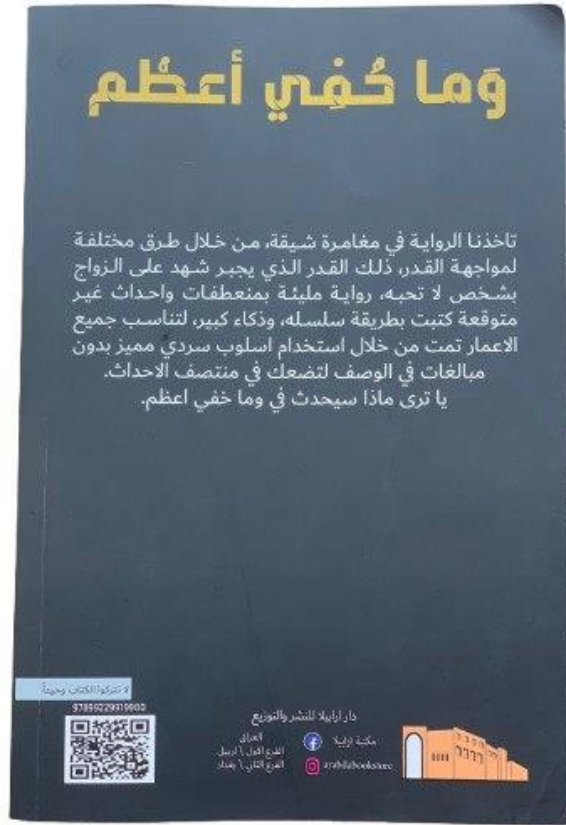 وَما خُفِي أعظُم
تاخذنا الرواية في مغامرة شيقة، من خلال طرق مختلفة
لمواجهة القدر، ذلك القدر الذي يجبر شهد على الزواج
بشخص لا تحبه، رواية مليئة بمنعطفات واحداث غير
متوقعة كتبت بطريقة سلسله، وذكاء كبير، لتناسب جميع
الاعمار تمت من خلال استخدام اسلوب سردي مميز بدون
مبالغات في الوصف لتضعك في منتصف الاحداث.
يا ترى ماذا سيحدث في وما خفي اعظم.
لا تتركوا الكتاب وحيداً
9789922991990
دار ارابيلا للنشر والتوزيع
مكتبة ارابيلا
arabilabookstore
العراق
الفرع الاول \ اربيل
الفرع الثاني \ بغداد